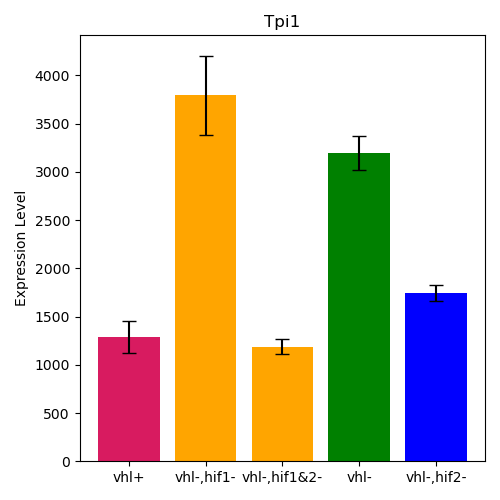 Tpi1
Expression Level
4000
3500
3000
2500
2000
1500
1000
500
0
vhl+
vhl-,hif1-
vhl-,hif1&2-
vhl-
vhl-,hif2-